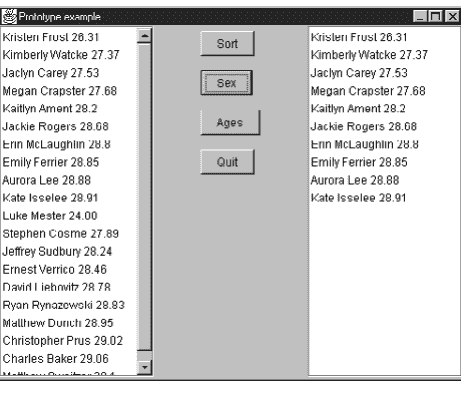 Prototype example
Kristen Frost 26.31
Kimberly Watcke 27.37
Jaclyn Carey 27.53
Megan Crapster 27.68
Kaitlyn Ament 28.2
Jackie Rogers 28.68
Erin McLaughlin 28.8
Emily Ferrier 28.85
Aurora Lee 28.88
Kate Isselee 28.91
Luke Mester 24.00
Stephen Cosme 27.89
Jeffrey Sudbury 28.24
Ernest Verrico 28.46
David Liebovitz 28.78
Ryan Rynazewski 28.83
Matthew 28.95
Christopher Prus 29.02
Charles Baker 29.06
Matthew
Sort
Sex
Ages
Quit
Kristen Frost 26.31
Kimberly Watcke 27.37
Jaclyn Carey 27.53
Megan Crapster 27.68
Kaitlyn Ament 28.2
Jackie Rogers 28.68
Erin McLaughlin 28.8
Emily Ferrier 28.85
Aurora Lee 28.88
Kate Isselee 28.91